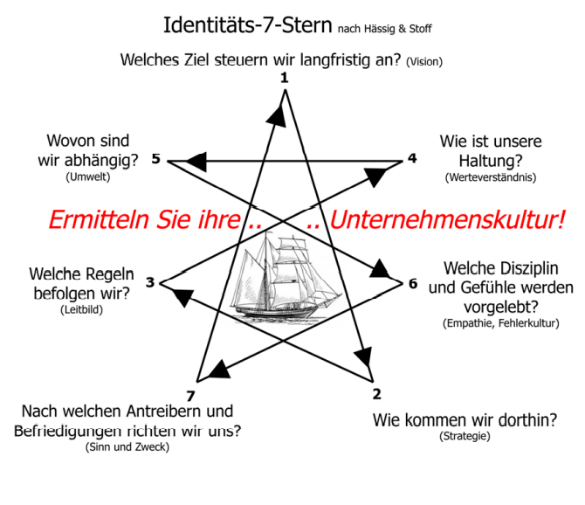 Identitäts-7-Stern nach Hässig & Stoff
Welches Ziel steuern wir langfristig an? (Vision)
1
Wovon sind
wir abhängig? 5
(Umwelt)
4 Wie ist unsere
Haltung?
(Werteverständnis)
Ermitteln Sie ihre .. .. Unternehmenskultur!
Welche Regeln
befolgen wir? 3
(Leitbild)
6 Welche Disziplin
und Gefühle werden
vorgelebt?
(Empathie, Fehlerkultur)
7
Nach welchen Antreibern und
Befriedigungen richten wir uns?
(Sinn und Zweck)
2
Wie kommen wir dorthin?
(Strategie)